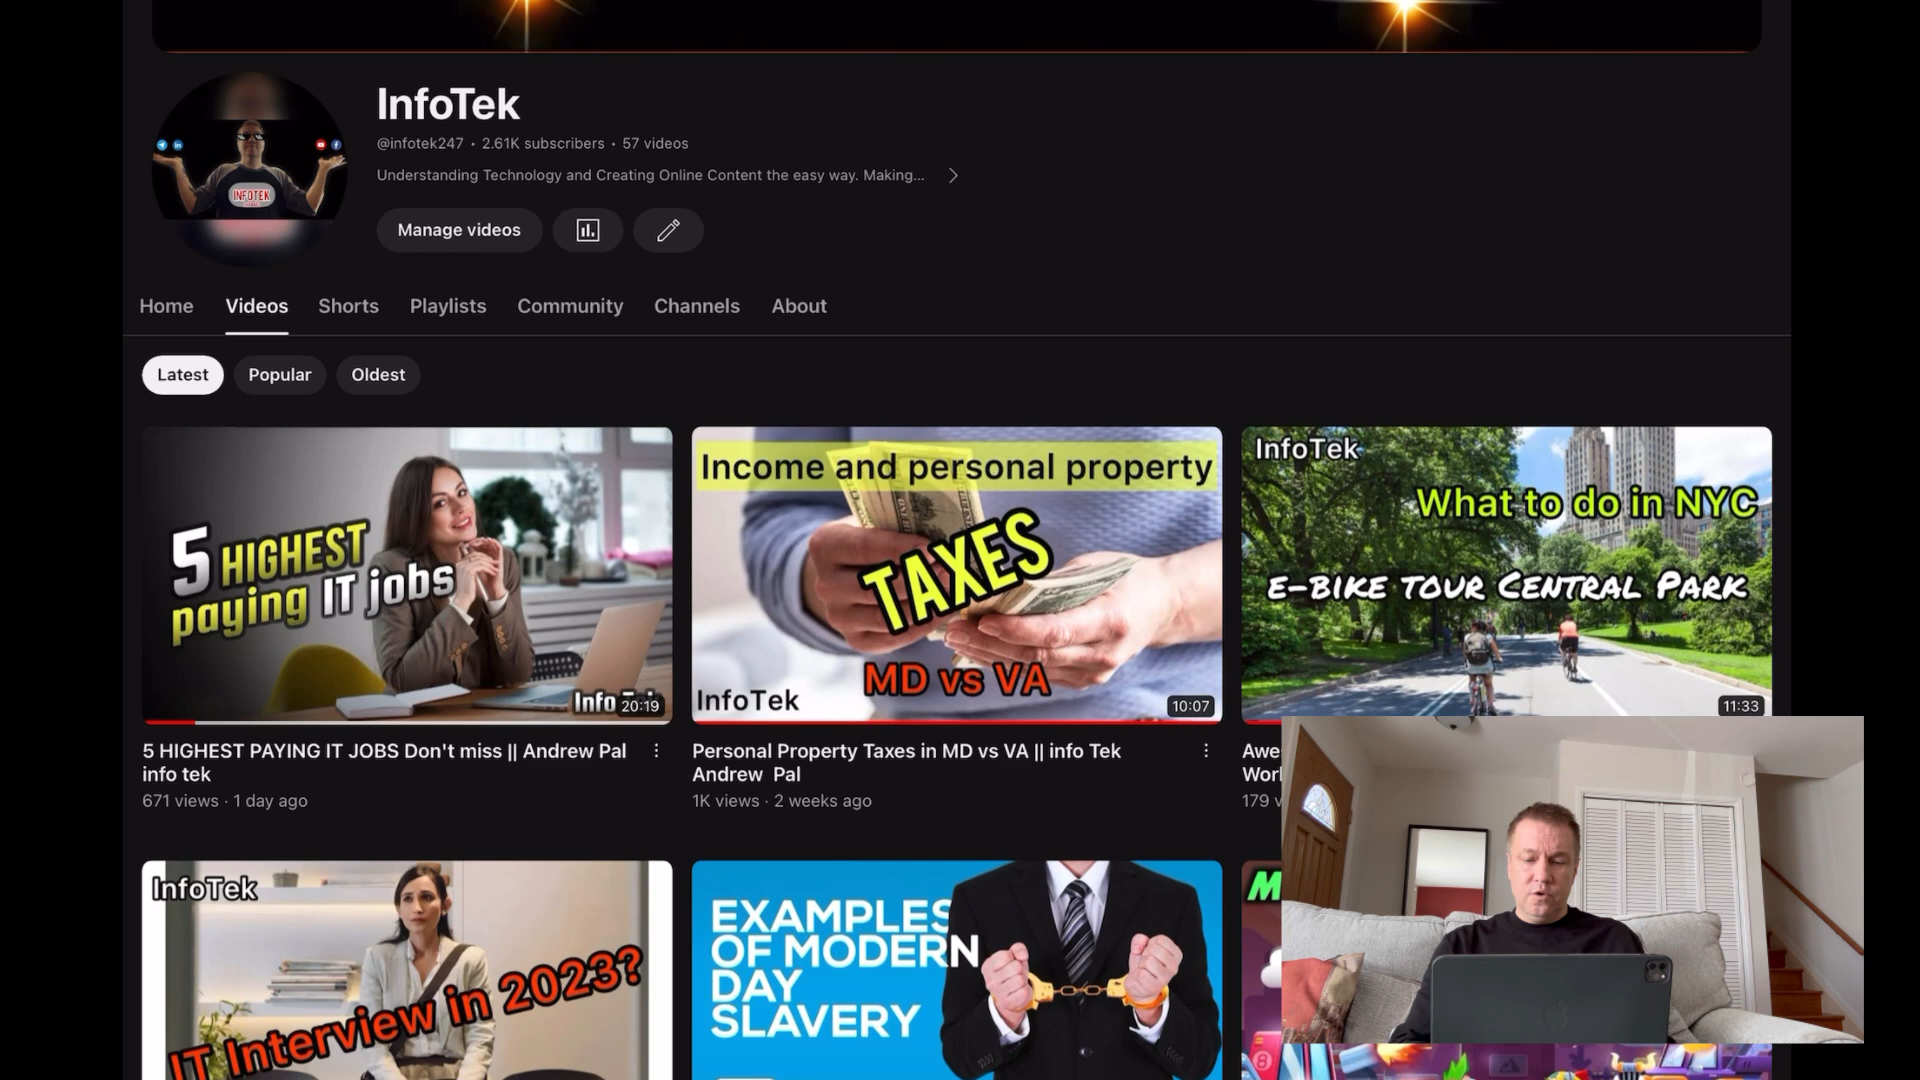 InfoTek
@infotek247 • 2.61K subscribers • 57 videos
Understanding Technology and Creating Online Content the easy way. Making...
INFOTEK
Manage videos
Home Videos Shorts Playlists Community Channels About
Latest Popular Oldest
5 HIGHEST
paying IT jobs
Info
20:19
Income and personal property
TAXES
MD vs VA
InfoTek
10:07
InfoTek
What to do in NYC
E-BIKE TOUR CENTRAL PARK
11:33
5 HIGHEST PAYING IT JOBS Don't miss || Andrew Pal
info tek
671 views · 1 day ago
Personal Property Taxes in MD vs VA || info Tek
Andrew Pal
1K views · 2 weeks ago
Awe
Worl
179 v
InfoTek
IT Interview in 2023?
EXAMPLES
OF MODERN
DAY
SLAVERY
M